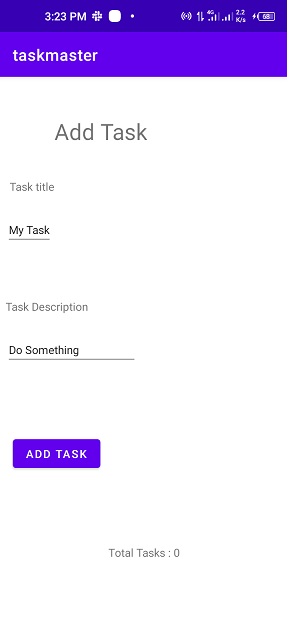 3:23 PM
4G
2.2
K/s
68
taskmaster
Add Task
Task title
My Task
Task Description
Do Something
ADD TASK
Total Tasks : 0